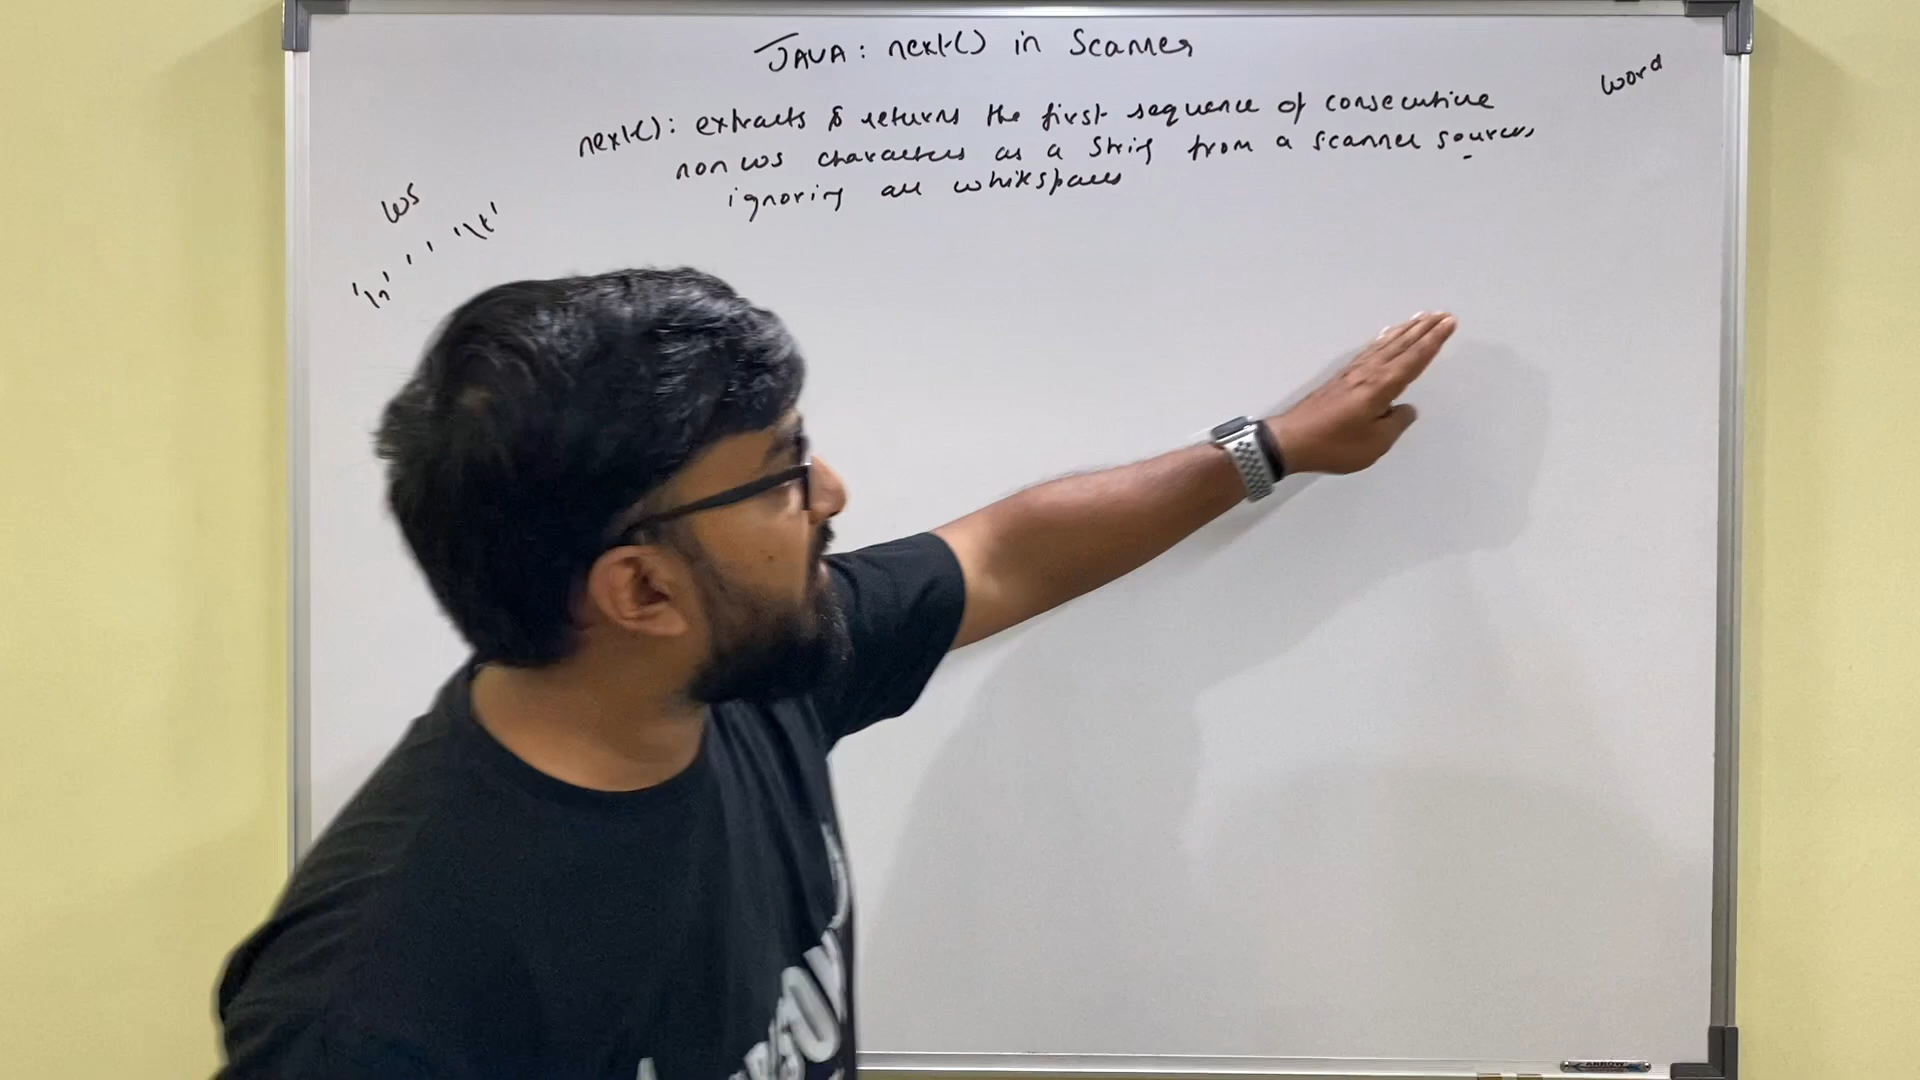 JAVA: next() in Scanner
word
next(): extracts & returns the first sequence of consecutive
non ws characters as a String from a scanner source,
ignoring all whitespaces
ws
'\n' ' ' '\t'
ARROW